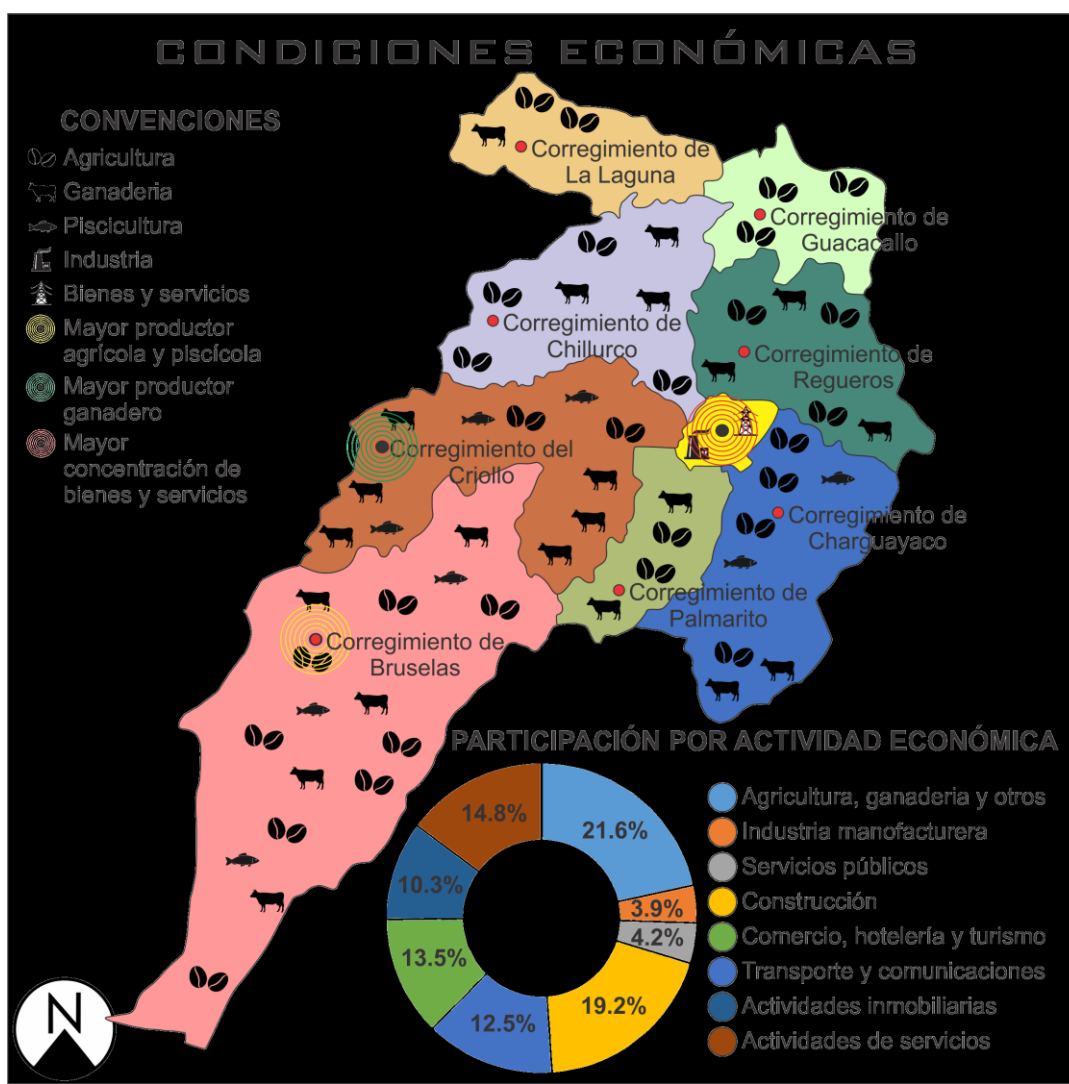 CONDICIONES ECONÓMICAS
CONVENCIONES
Agricultura
Ganaderia
Piscicultura
Industria
Bienes y servicios
Mayor productor
agrícola y piscícola
Mayor productor
ganadero
Mayor
concentración de
bienes y servicios
Corregimiento de
La Laguna
Corregimiento de
Guacacallo
Corregimiento de
Chillurco
Corregimiento de
Regueros
Corregimiento del
Criollo
Corregimiento de
Charguayaco
Corregimiento de
Palmarito
Corregimiento de
Bruselas
PARTICIPACIÓN POR ACTIVIDAD ECONÓMICA
21.6%
3.9%
4.2%
19.2%
12.5%
13.5%
10.3%
14.8%
Agricultura, ganaderia y otros
Industria manufacturera
Servicios públicos
Construcción
Comercio, hotelería y turismo
Transporte y comunicaciones
Actividades inmobiliarias
Actividades de servicios
N